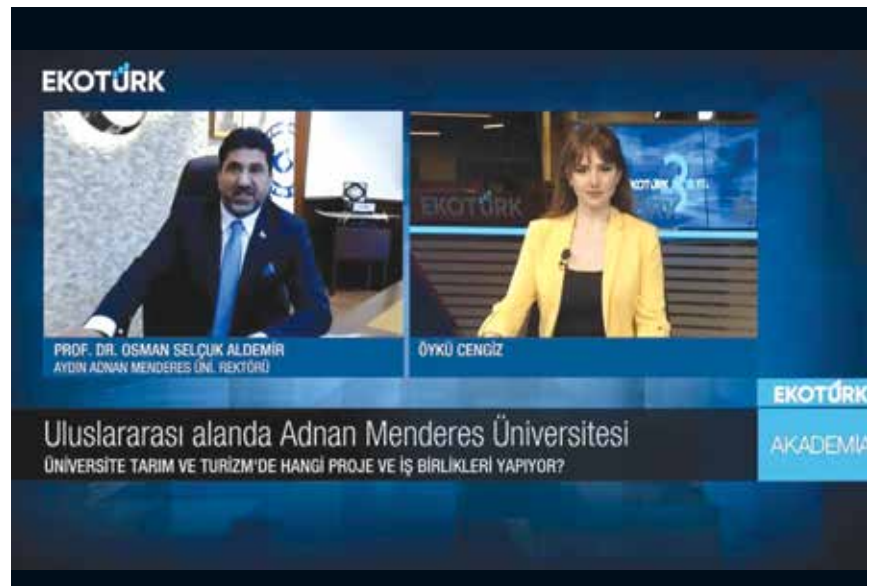 EKOTÜRK
EKOTÜRK
PROF. DR. OSMAN SELÇUK ALDEMİR
AYDIN ADNAN MENDERES ÜNİ. REKTÖRÜ
ÖYKÜ CENGİZ
EKOTÜRK
Uluslararası alanda Adnan Menderes Üniversitesi
ÜNİVERSİTE TARIM VE TURİZM'DE HANGİ PROJE VE İŞ BİRLİKLERİ YAPIYOR?
AKADEMİA